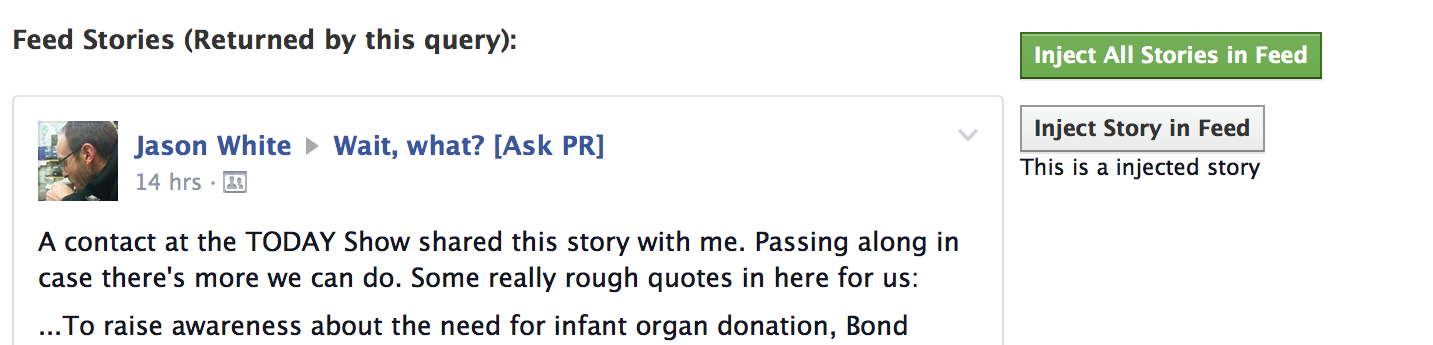 Feed Stories (Returned by this query):
Inject All Stories in Feed
Jason White ▶ Wait, what? [Ask PR]
14 hrs ·
Inject Story in Feed
This is a injected story
A contact at the TODAY Show shared this story with me. Passing along in
case there's more we can do. Some really rough quotes in here for us:
...To raise awareness about the need for infant organ donation, Bond